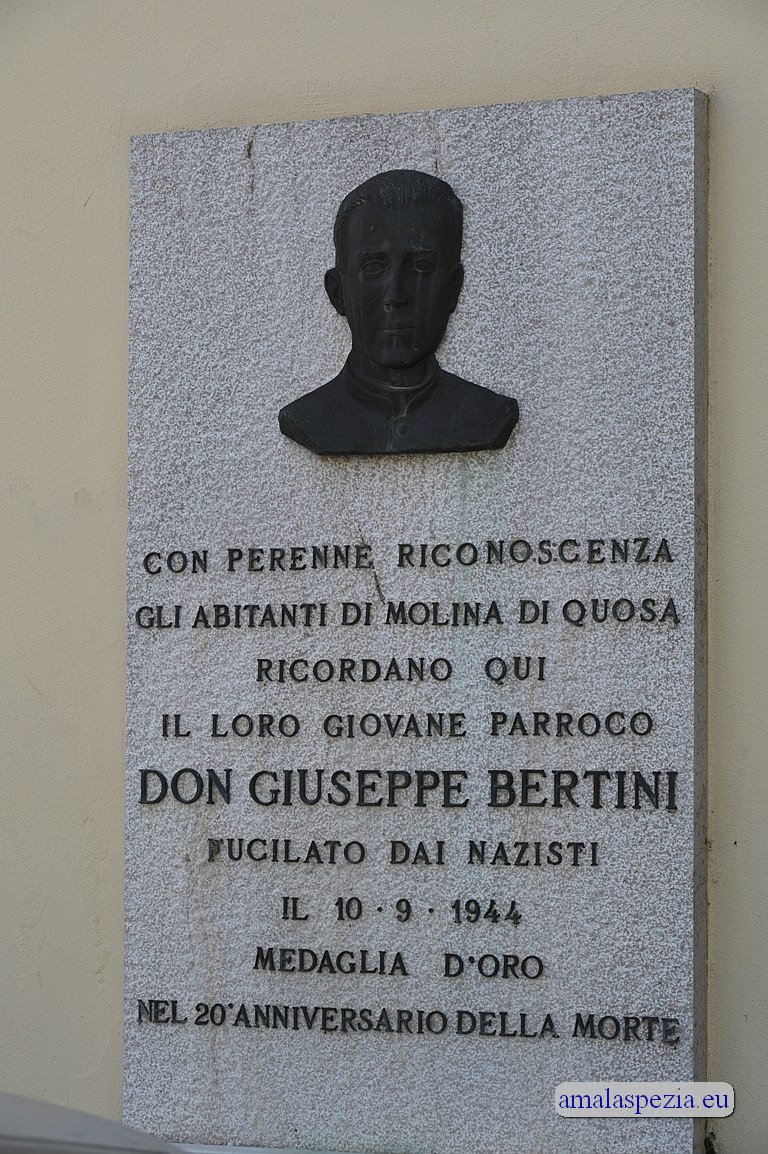 CON PERENNE RICONOSCENZA
GLI ABITANTI DI MOLINA DI QUOSA
RICORDANO QUI
IL LORO GIOVANE PARROCO
DON GIUSEPPE BERTINI
FUCILATO DAI NAZISTI
IL 10·9·1944
MEDAGLIA D'ORO
NEL 20°ANNIVERSARIO DELLA MORTE
amalaspezia.eu